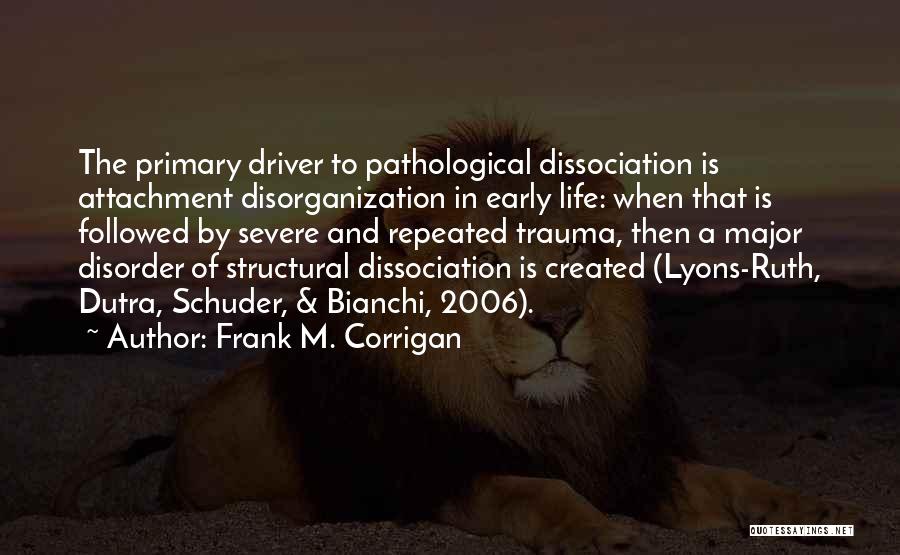 The primary driver to pathological dissociation is
attachment disorganization in early life: when that is
followed by severe and repeated trauma, then a major
disorder of structural dissociation is created (Lyons-Ruth,
Dutra, Schuder, & Bianchi, 2006).
~ Author: Frank M. Corrigan
QUOTESSAYINGS.NET